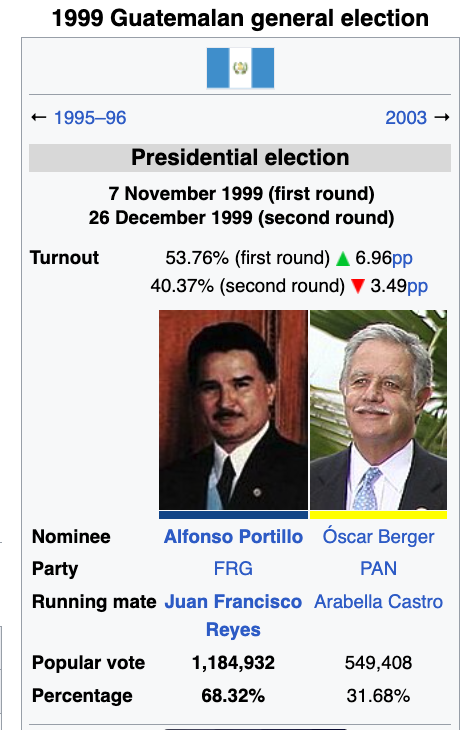 1999 Guatemalan general election
← 1995–96 2003 →
Presidential election
7 November 1999 (first round)
26 December 1999 (second round)
Turnout 53.76% (first round) ▲ 6.96pp
40.37% (second round) ▼ 3.49pp
Nominee Alfonso Portillo Óscar Berger
Party FRG PAN
Running mate Juan Francisco Arabella Castro
Reyes
Popular vote 1,184,932 549,408
Percentage 68.32% 31.68%